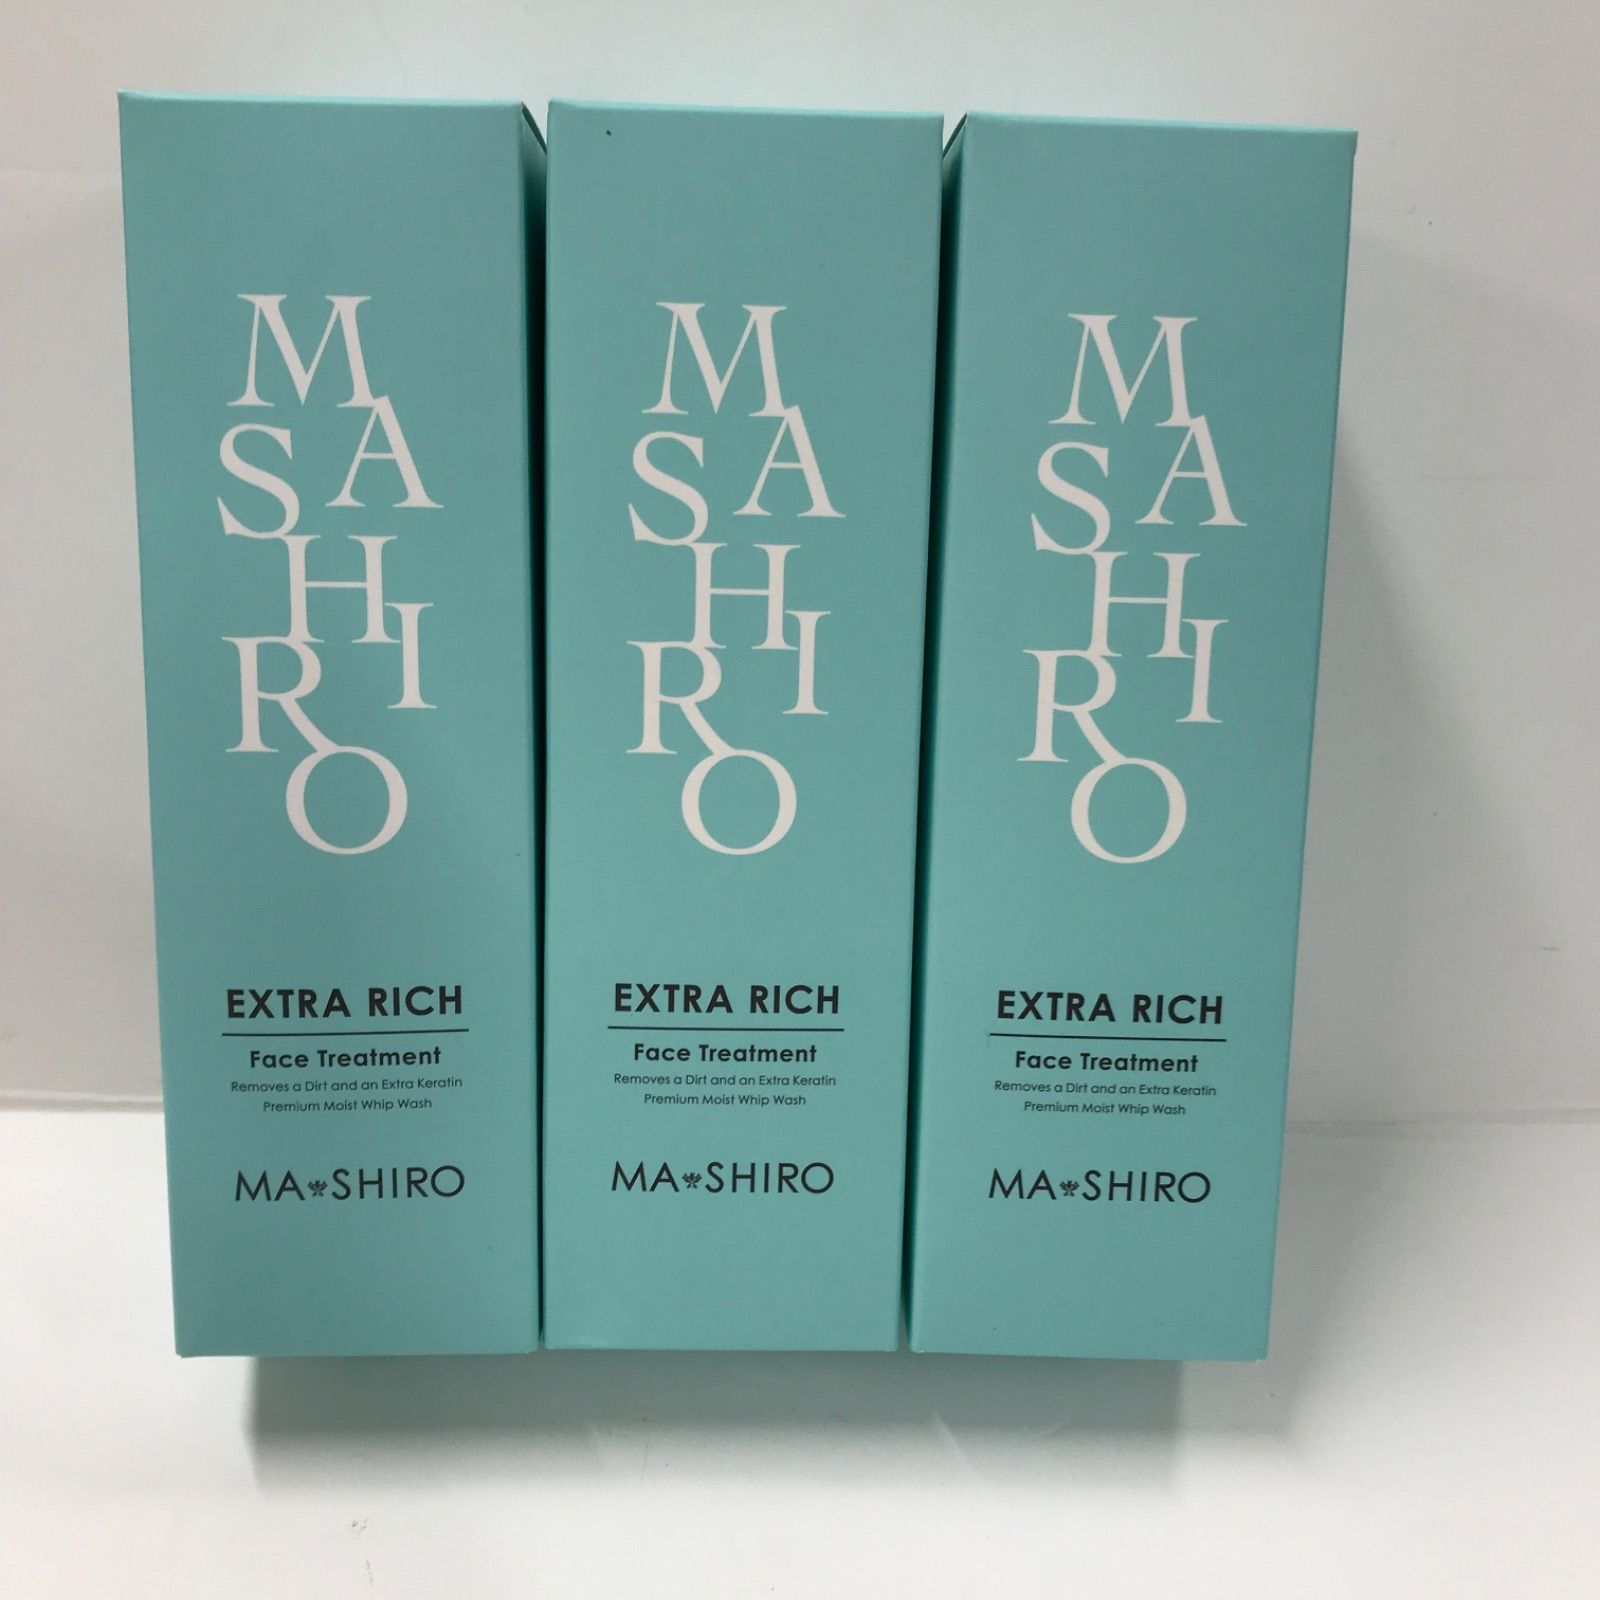 MASHIRO
EXTRA RICH
Face Treatment
Removes a Dirt and an Extra Keratin
Premium Moist Whip Wash
MA SHIRO
MASHIRO
EXTRA RICH
Face Treatment
Removes a Dirt and an Extra Keratin
Premium Moist Whip Wash
MA SHIRO
MASHIRO
EXTRA RICH
Face Treatment
Removes a Dirt and an Extra Keratin
Premium Moist Whip Wash
MA SHIRO